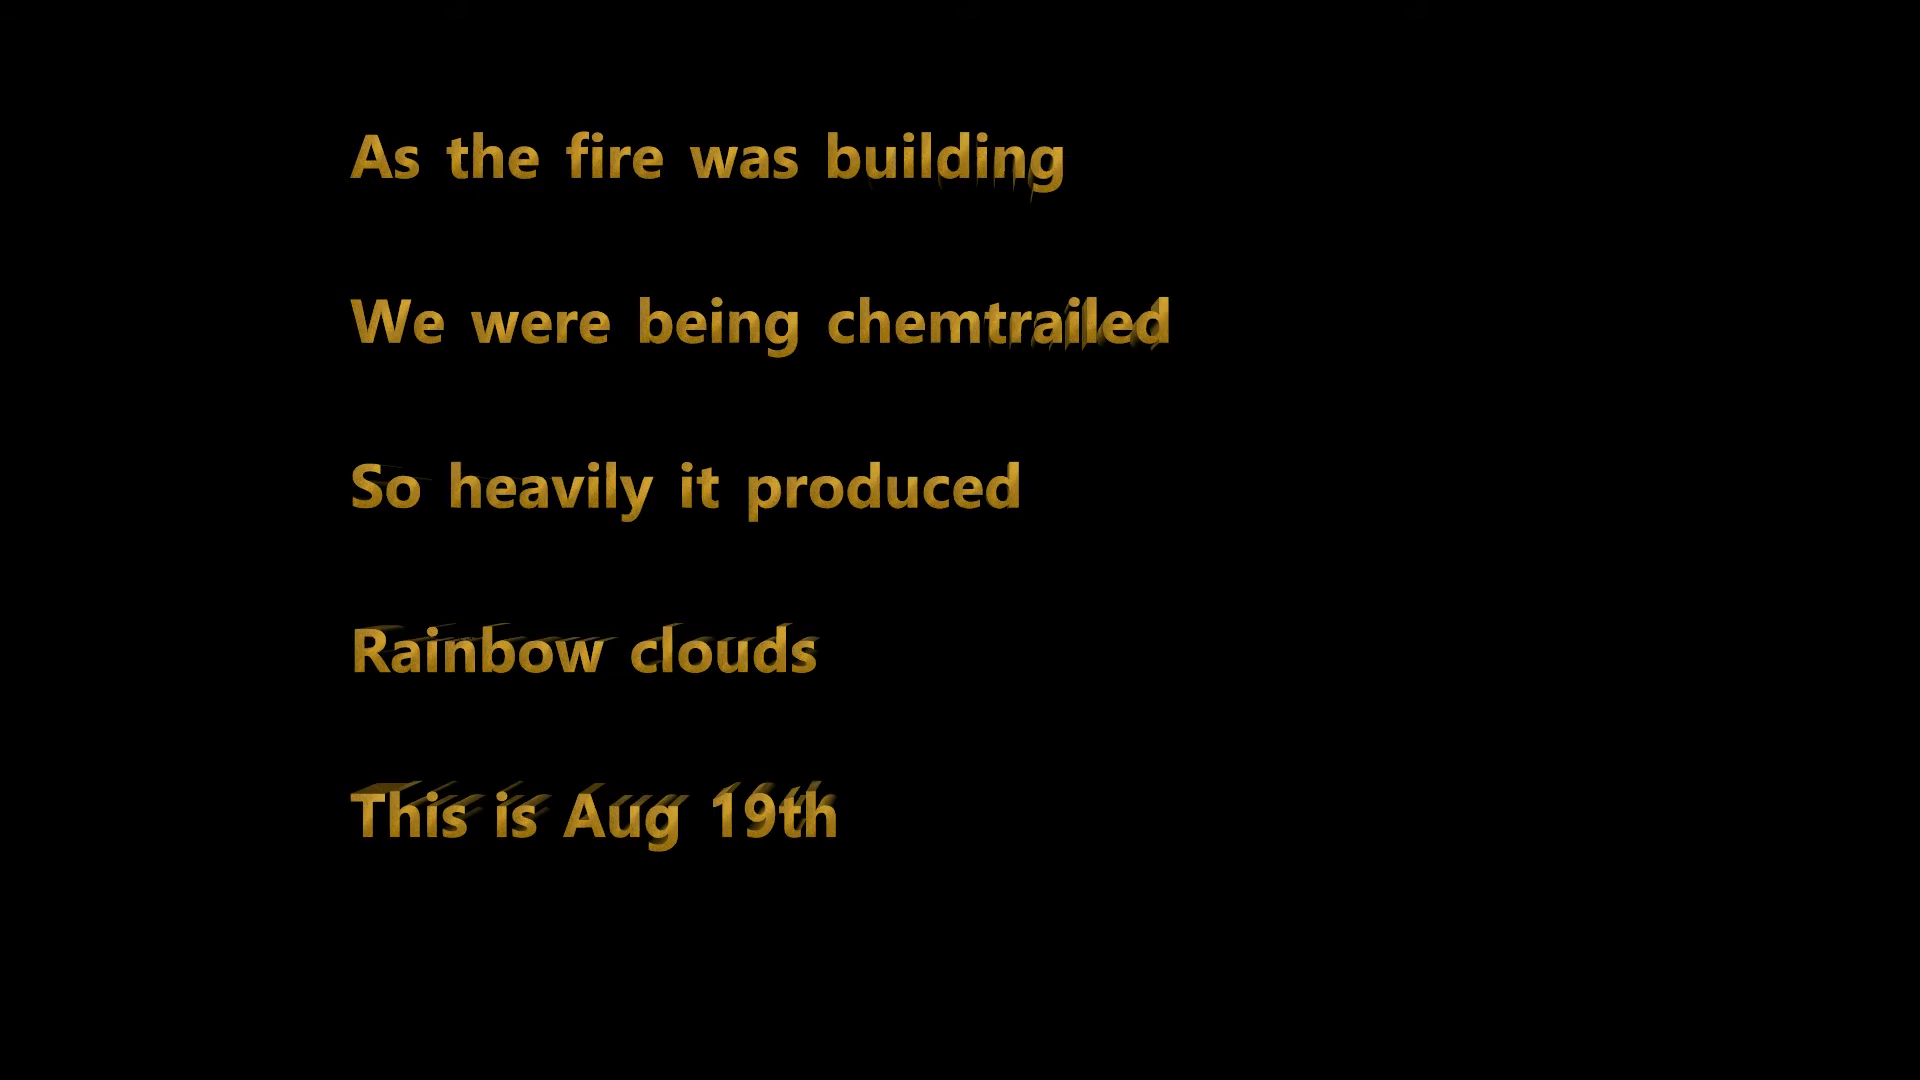 As the fire was building
We were being chemtrailed
So heavily it produced
Rainbow clouds
This is Aug 19th